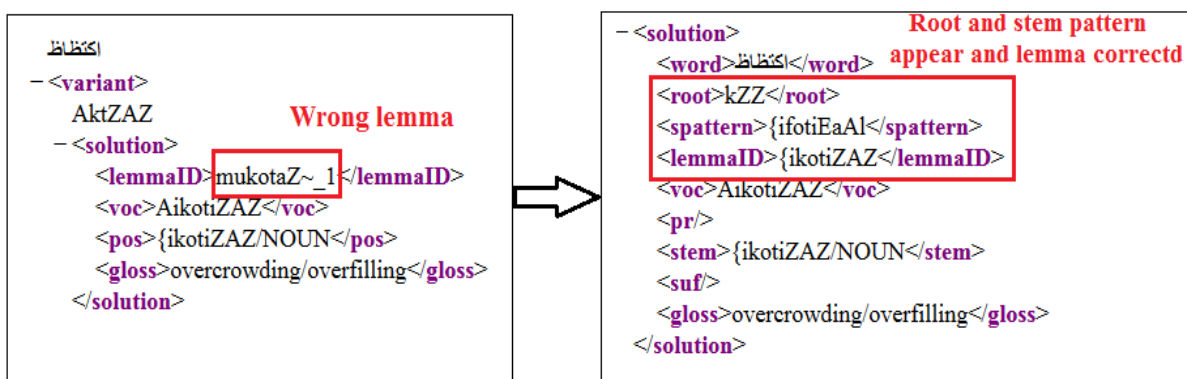 اكتظاظ
– <variant>
AktZAZ
Wrong lemma
– <solution>
<lemmaID>mukotaZ~_1</lemmaID>
<voc>AikotiZAZ</voc>
<pos>{ikotiZAZ/NOUN</pos>
<gloss>overcrowding/overfilling</gloss>
</solution>
Root and stem pattern
appear and lemma correctd
– <solution>
<word>اكتظاظ</word>
<root>kZZ</root>
<spattern>{ifotiEaAl</spattern>
<lemmaID>{ikotiZAZ</lemmaID>
<voc>AikotiZAZ</voc>
<pr/>
<stem>{ikotiZAZ/NOUN</stem>
<suf/>
<gloss>overcrowding/overfilling</gloss>
</solution>